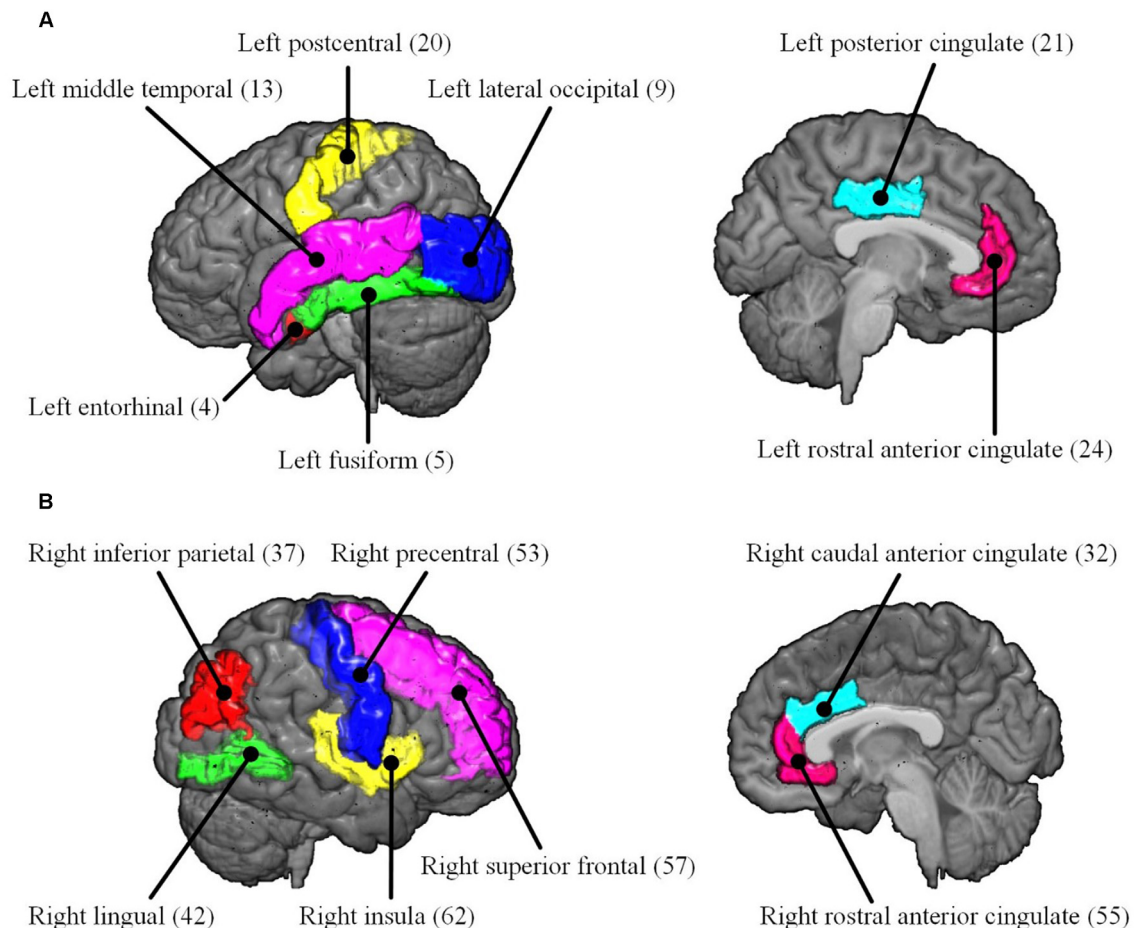 A
Left postcentral (20)
Left posterior cingulate (21)
Left middle temporal (13)
Left lateral occipital (9)
Left entorhinal (4)
Left rostral anterior cingulate (24)
Left fusiform (5)
B
Right inferior parietal (37)
Right precentral (53)
Right caudal anterior cingulate (32)
Right superior frontal (57)
Right lingual (42)
Right insula (62)
Right rostral anterior cingulate (55)